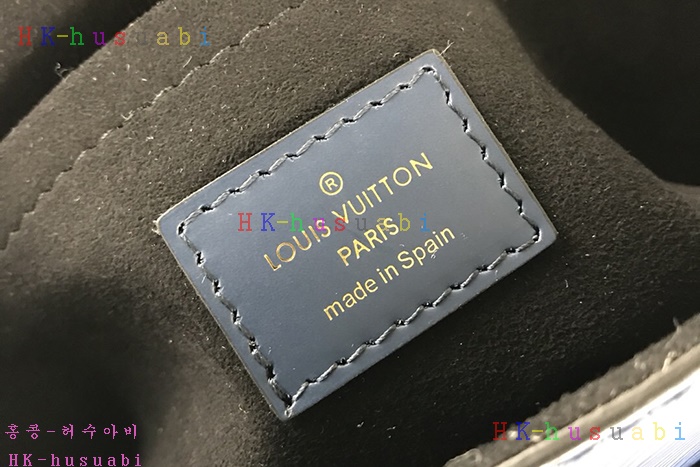 HK-husuabi
®
LOUIS VUITTON
HK-husuabi
PARIS
made in Spain
홍콩-허수아비
HK-husuabi
HK-husuabi